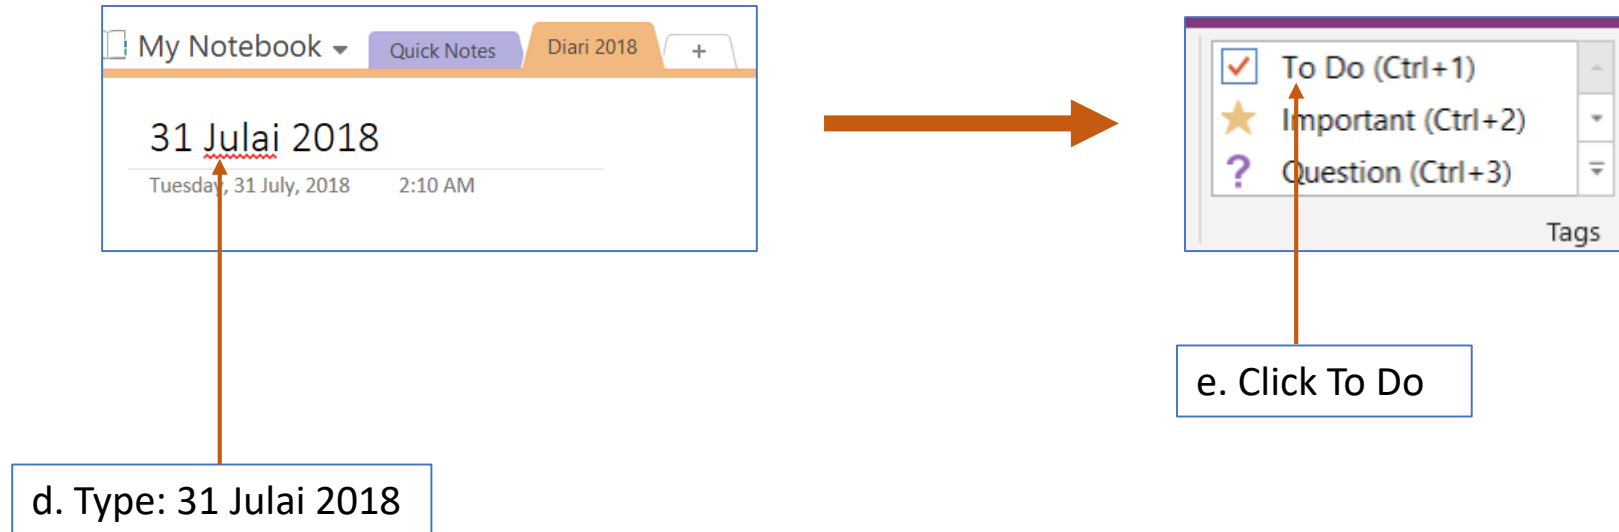 My Notebook
Quick Notes
Diari 2018
+
31 Julai 2018
Tuesday, 31 July, 2018 2:10 AM
d. Type: 31 Julai 2018
To Do (Ctrl+1)
Important (Ctrl+2)
? Question (Ctrl+3)
Tags
e. Click To Do